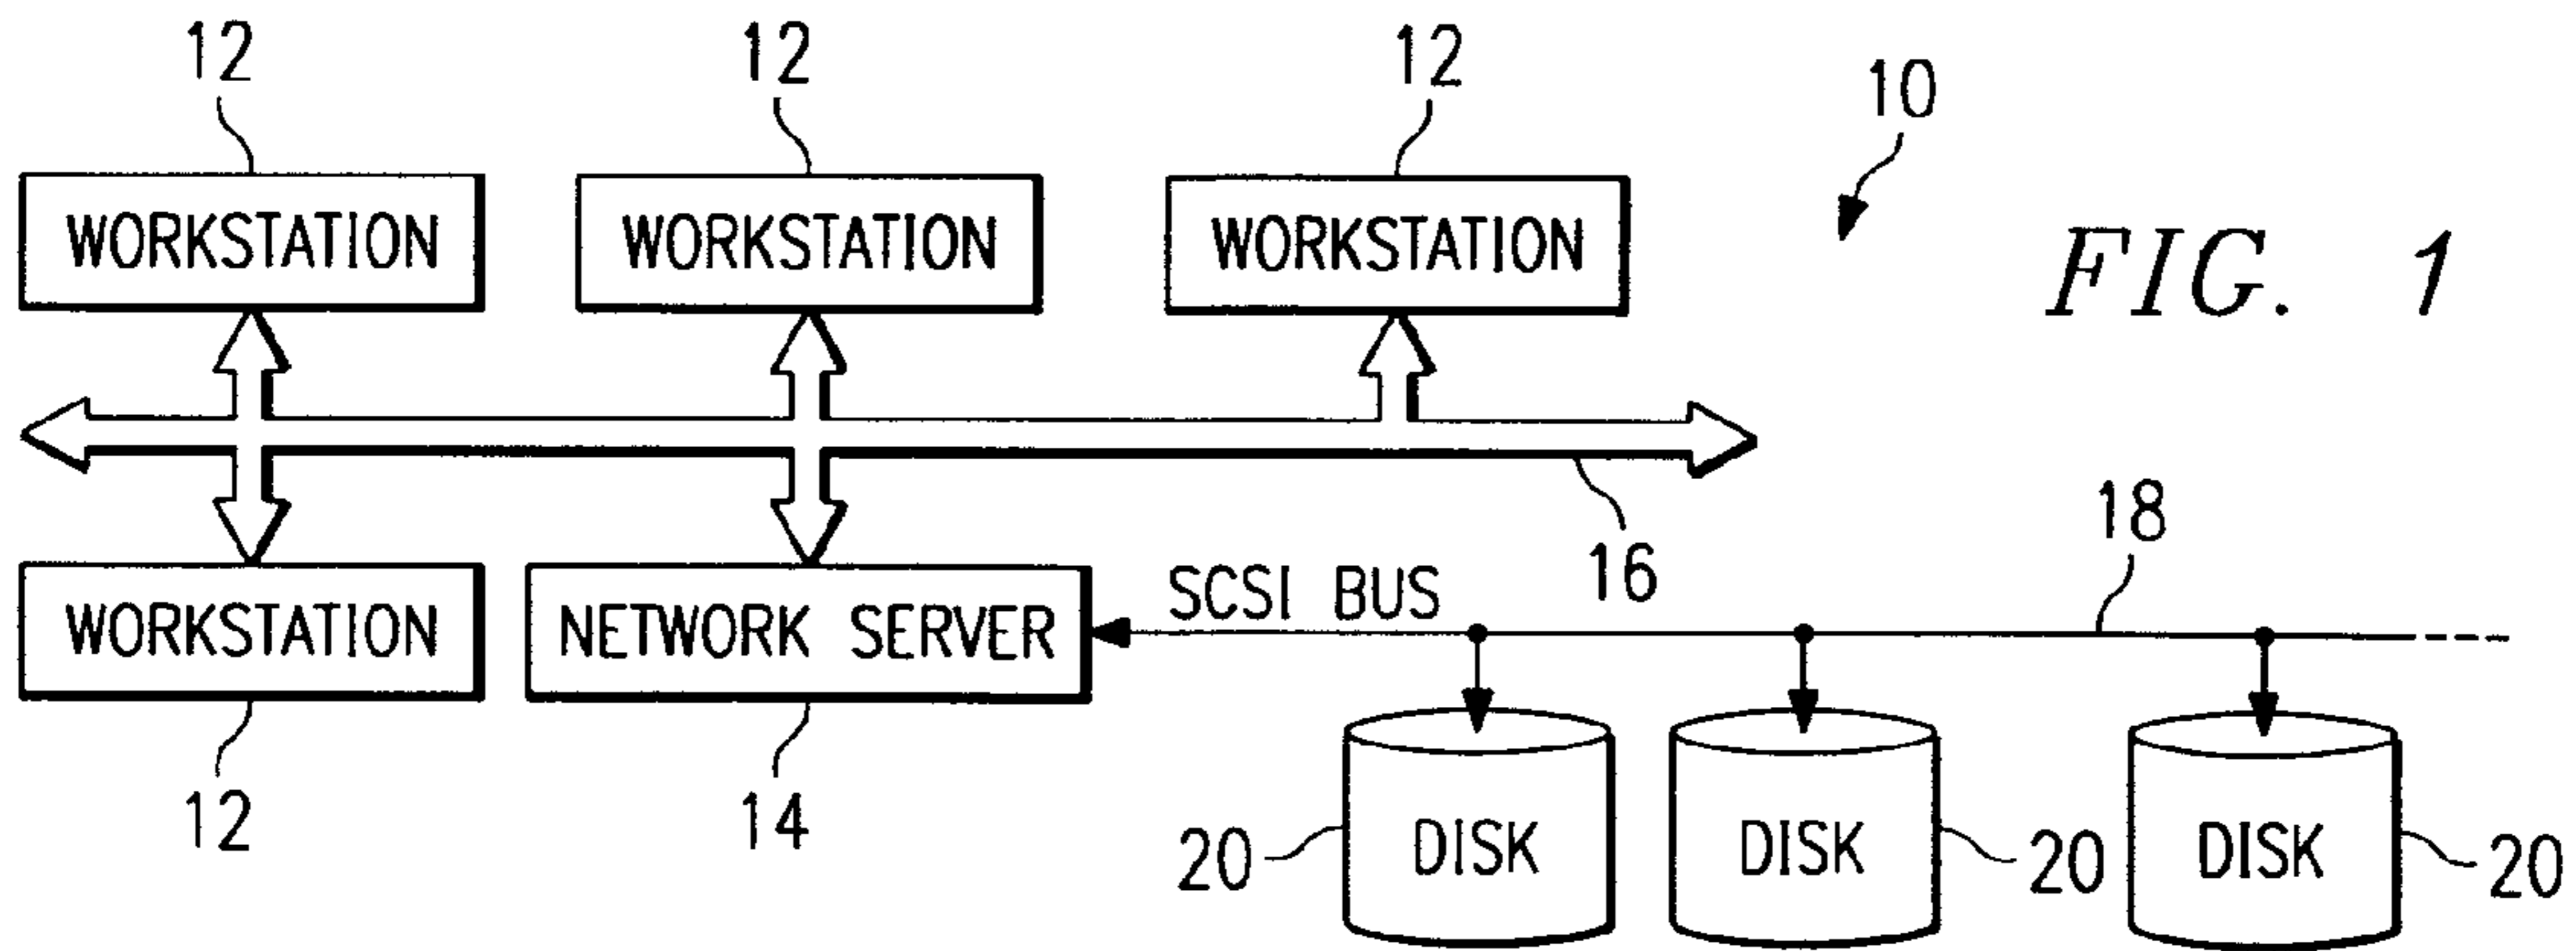 12 12 12 10
WORKSTATION WORKSTATION WORKSTATION
FIG. 1
16
18
SCSI BUS
WORKSTATION NETWORK SERVER
12 14
20 DISK DISK 20 DISK 20